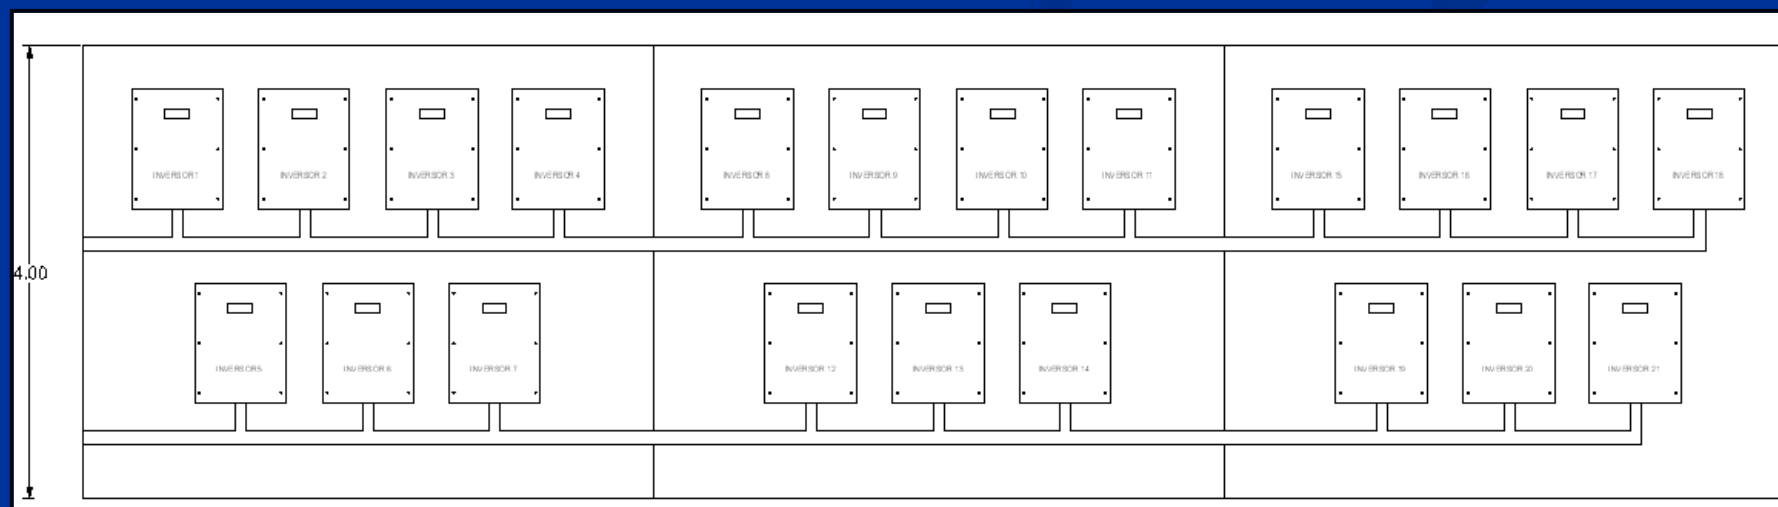 INVERSOR 1
INVERSOR 2
INVERSOR 3
INVERSOR 4
INVERSOR 8
INVERSOR 9
INVERSOR 10
INVERSOR 11
INVERSOR 15
INVERSOR 16
INVERSOR 17
INVERSOR 18
4.00
INVERSOR 5
INVERSOR 6
INVERSOR 7
INVERSOR 12
INVERSOR 13
INVERSOR 14
INVERSOR 19
INVERSOR 20
INVERSOR 21